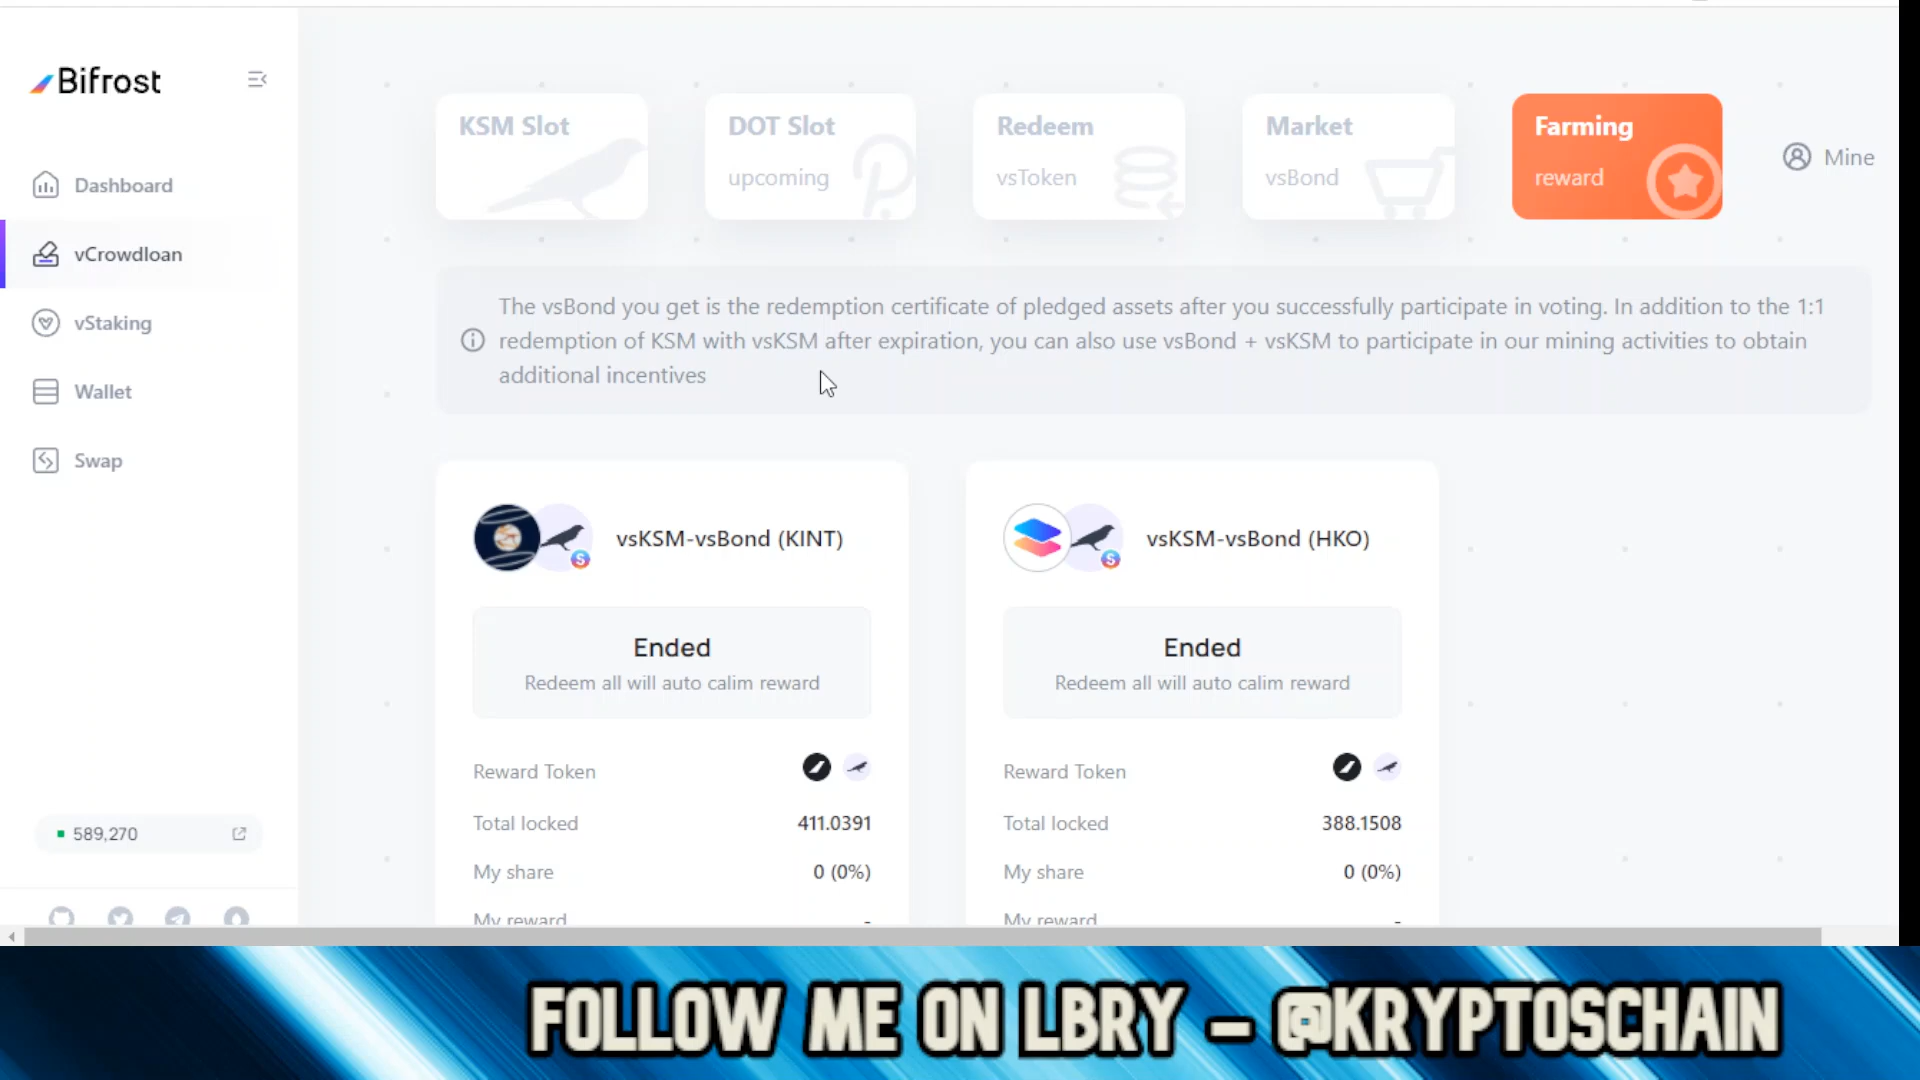 Bifrost
Dashboard
vCrowdloan
vStaking
Wallet
Swap
589,270
KSM Slot
DOT Slot
upcoming
Redeem
vsToken
Market
vsBond
Farming
reward
Mine
The vsBond you get is the redemption certificate of pledged assets after you successfully participate in voting. In addition to the 1:1
redemption of KSM with vsKSM after expiration, you can also use vsBond + vsKSM to participate in our mining activities to obtain
additional incentives
vsKSM-vsBond (KINT)
Ended
Redeem all will auto calim reward
Reward Token
Total locked 411.0391
My share 0 (0%)
My reward -
vsKSM-vsBond (HKO)
Ended
Redeem all will auto calim reward
Reward Token
Total locked 388.1508
My share 0 (0%)
My reward -
FOLLOW ME ON LBRY – @KRYPTOSCHAIN